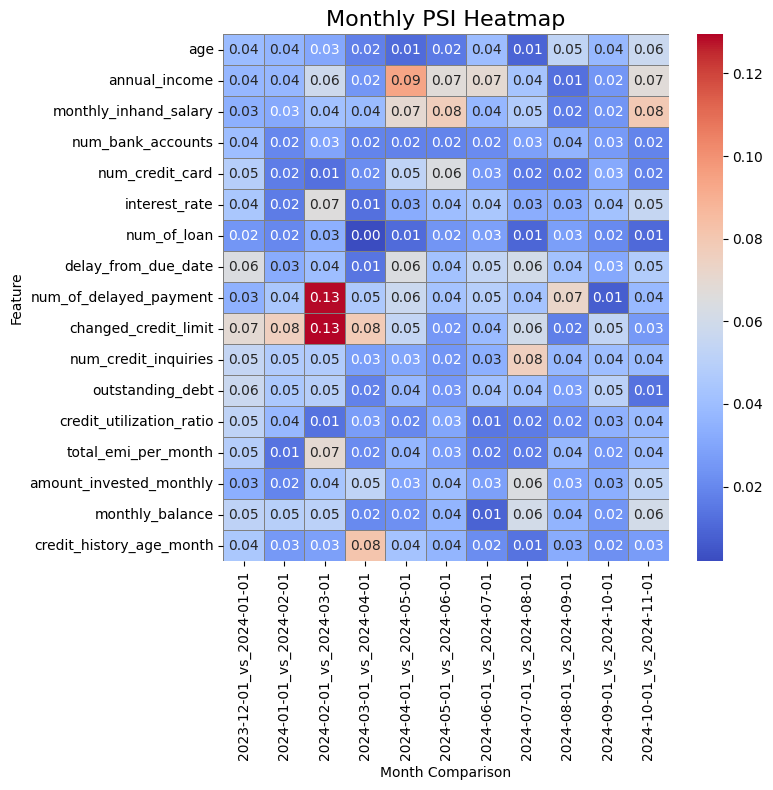 Monthly PSI Heatmap
age 0.04 0.04 0.03 0.02 0.01 0.02 0.04 0.01 0.05 0.04 0.06
annual_income 0.04 0.04 0.06 0.02 0.09 0.07 0.07 0.04 0.01 0.02 0.07
monthly_inhand_salary 0.03 0.03 0.04 0.04 0.07 0.08 0.04 0.05 0.02 0.02 0.08
num_bank_accounts 0.04 0.02 0.03 0.02 0.02 0.02 0.02 0.03 0.04 0.03 0.02
num_credit_card 0.05 0.02 0.01 0.02 0.05 0.06 0.03 0.02 0.02 0.03 0.02
interest_rate 0.04 0.02 0.07 0.01 0.03 0.04 0.04 0.03 0.03 0.04 0.05
num_of_loan 0.02 0.02 0.03 0.00 0.01 0.02 0.03 0.01 0.03 0.02 0.01
delay_from_due_date 0.06 0.03 0.04 0.01 0.06 0.04 0.05 0.06 0.04 0.03 0.05
num_of_delayed_payment 0.03 0.04 0.13 0.05 0.06 0.04 0.05 0.04 0.07 0.01 0.04
changed_credit_limit 0.07 0.08 0.13 0.08 0.05 0.02 0.04 0.06 0.02 0.05 0.03
num_credit_inquiries 0.05 0.05 0.05 0.03 0.03 0.02 0.03 0.08 0.04 0.04 0.04
outstanding_debt 0.06 0.05 0.05 0.02 0.04 0.03 0.04 0.04 0.03 0.05 0.01
credit_utilization_ratio 0.05 0.04 0.01 0.03 0.02 0.03 0.01 0.02 0.02 0.03 0.04
total_emi_per_month 0.05 0.01 0.07 0.02 0.04 0.03 0.02 0.02 0.04 0.02 0.04
amount_invested_monthly 0.03 0.02 0.04 0.05 0.03 0.04 0.03 0.06 0.03 0.03 0.05
monthly_balance 0.05 0.05 0.05 0.02 0.02 0.04 0.01 0.06 0.04 0.02 0.06
credit_history_age_month 0.04 0.03 0.03 0.08 0.04 0.04 0.02 0.01 0.03 0.02 0.03
Feature
2023-12-01_vs_2024-01-01
2024-01-01_vs_2024-02-01
2024-02-01_vs_2024-03-01
2024-03-01_vs_2024-04-01
2024-04-01_vs_2024-05-01
2024-05-01_vs_2024-06-01
2024-06-01_vs_2024-07-01
2024-07-01_vs_2024-08-01
2024-08-01_vs_2024-09-01
2024-09-01_vs_2024-10-01
2024-10-01_vs_2024-11-01
Month Comparison
0.12
0.10
0.08
0.06
0.04
0.02